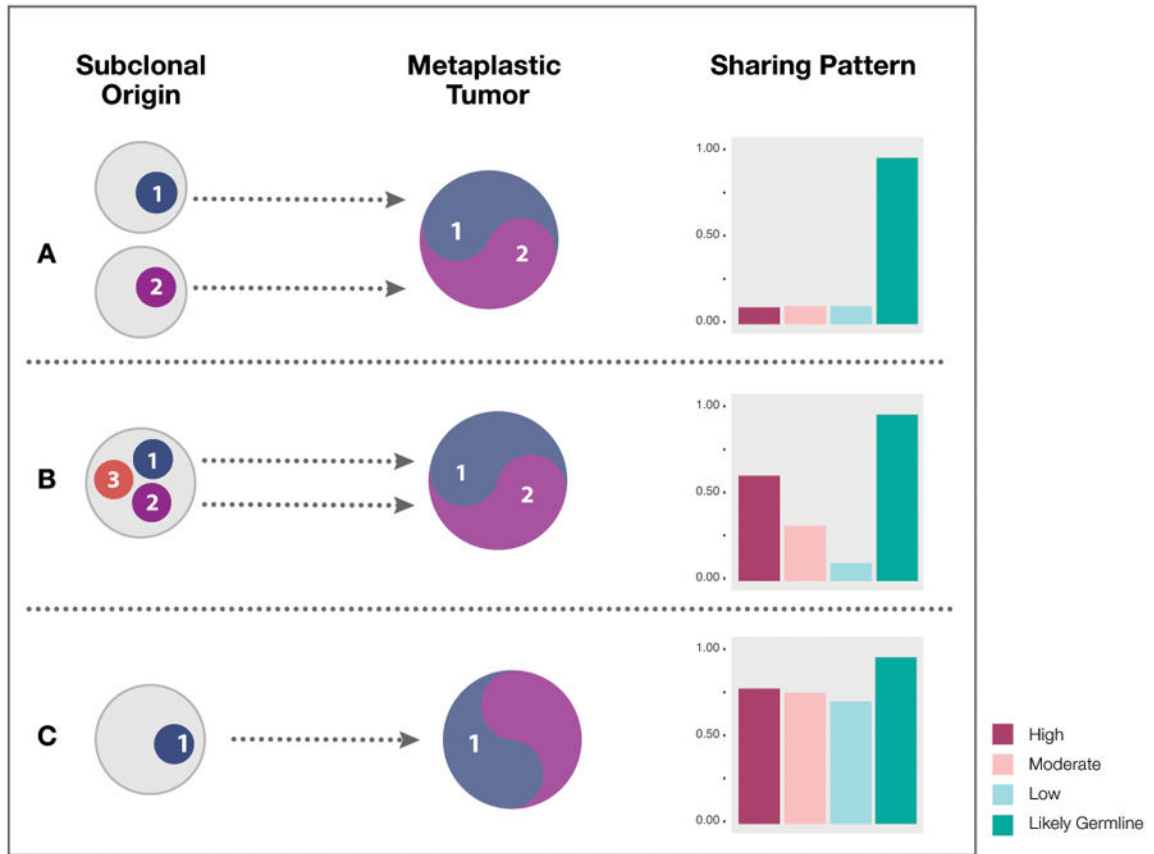 Subclonal
Origin
Metaplastic
Tumor
Sharing Pattern
A
1
2
1
2
1.00
0.50
0.00
B
1
3
2
1
2
1.00
0.50
0.00
C
1
1
1.00
0.50
0.00
High
Moderate
Low
Likely Germline